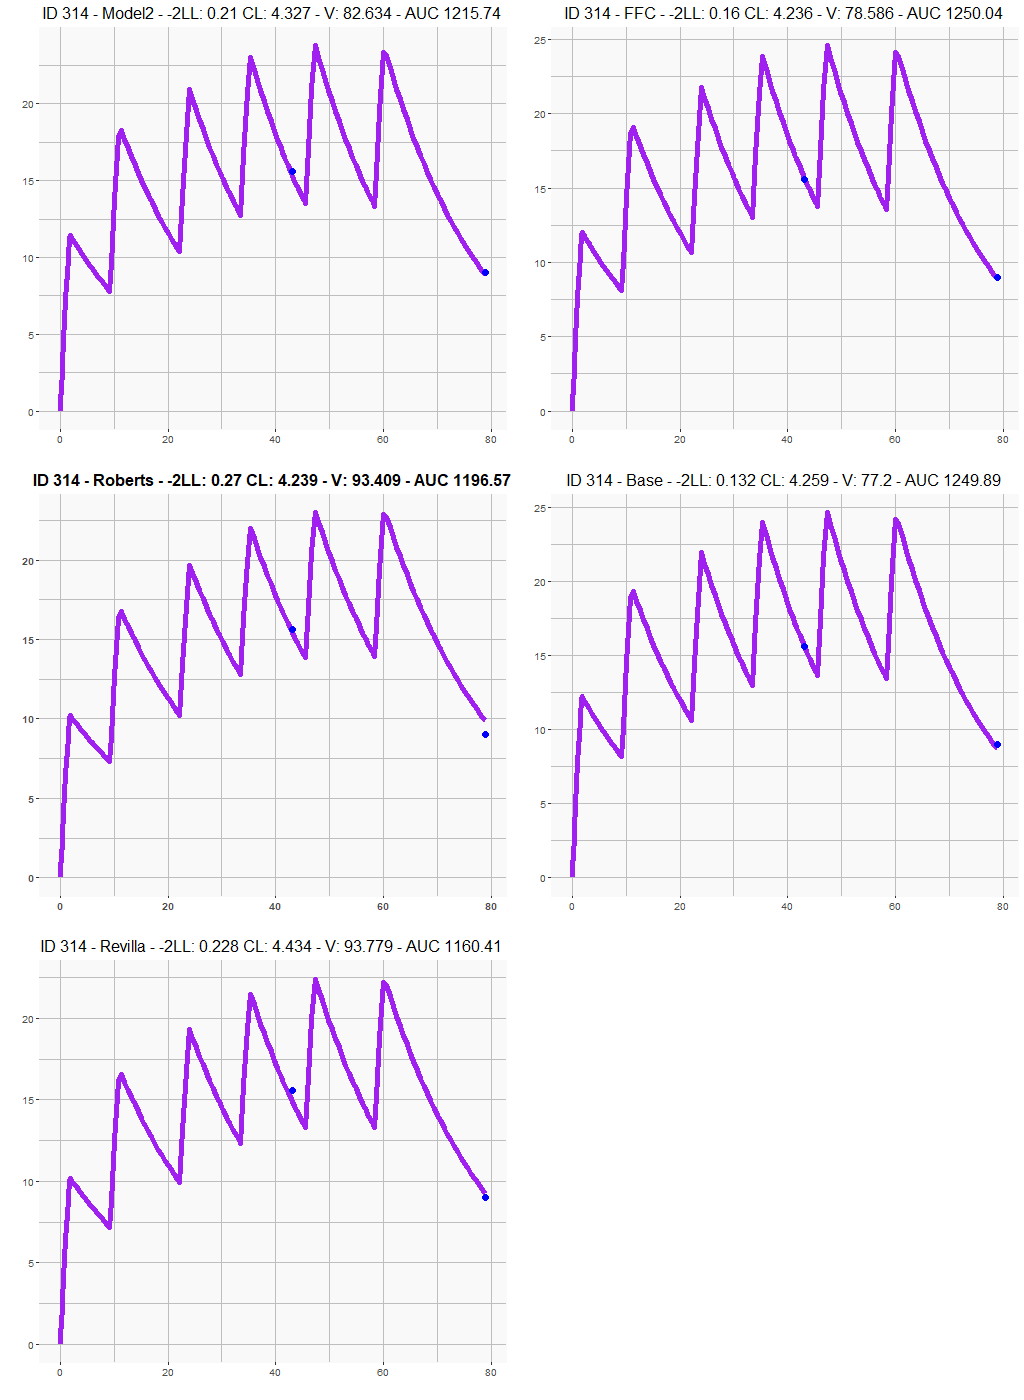 ID 314 - Model2 - -2LL: 0.21 CL: 4.327 - V: 82.634 - AUC 1215.74
20
15
10
5
0
0 20 40 60 80
ID 314 - FFC - -2LL: 0.16 CL: 4.236 - V: 78.586 - AUC 1250.04
25
20
15
10
5
0
0 20 40 60 80
ID 314 - Roberts - -2LL: 0.27 CL: 4.239 - V: 93.409 - AUC 1196.57
20
15
10
5
0
0 20 40 60 80
ID 314 - Base - -2LL: 0.132 CL: 4.259 - V: 77.2 - AUC 1249.89
25
20
15
10
5
0
0 20 40 60 80
ID 314 - Revilla - -2LL: 0.228 CL: 4.434 - V: 93.779 - AUC 1160.41
20
15
10
5
0
0 20 40 60 80